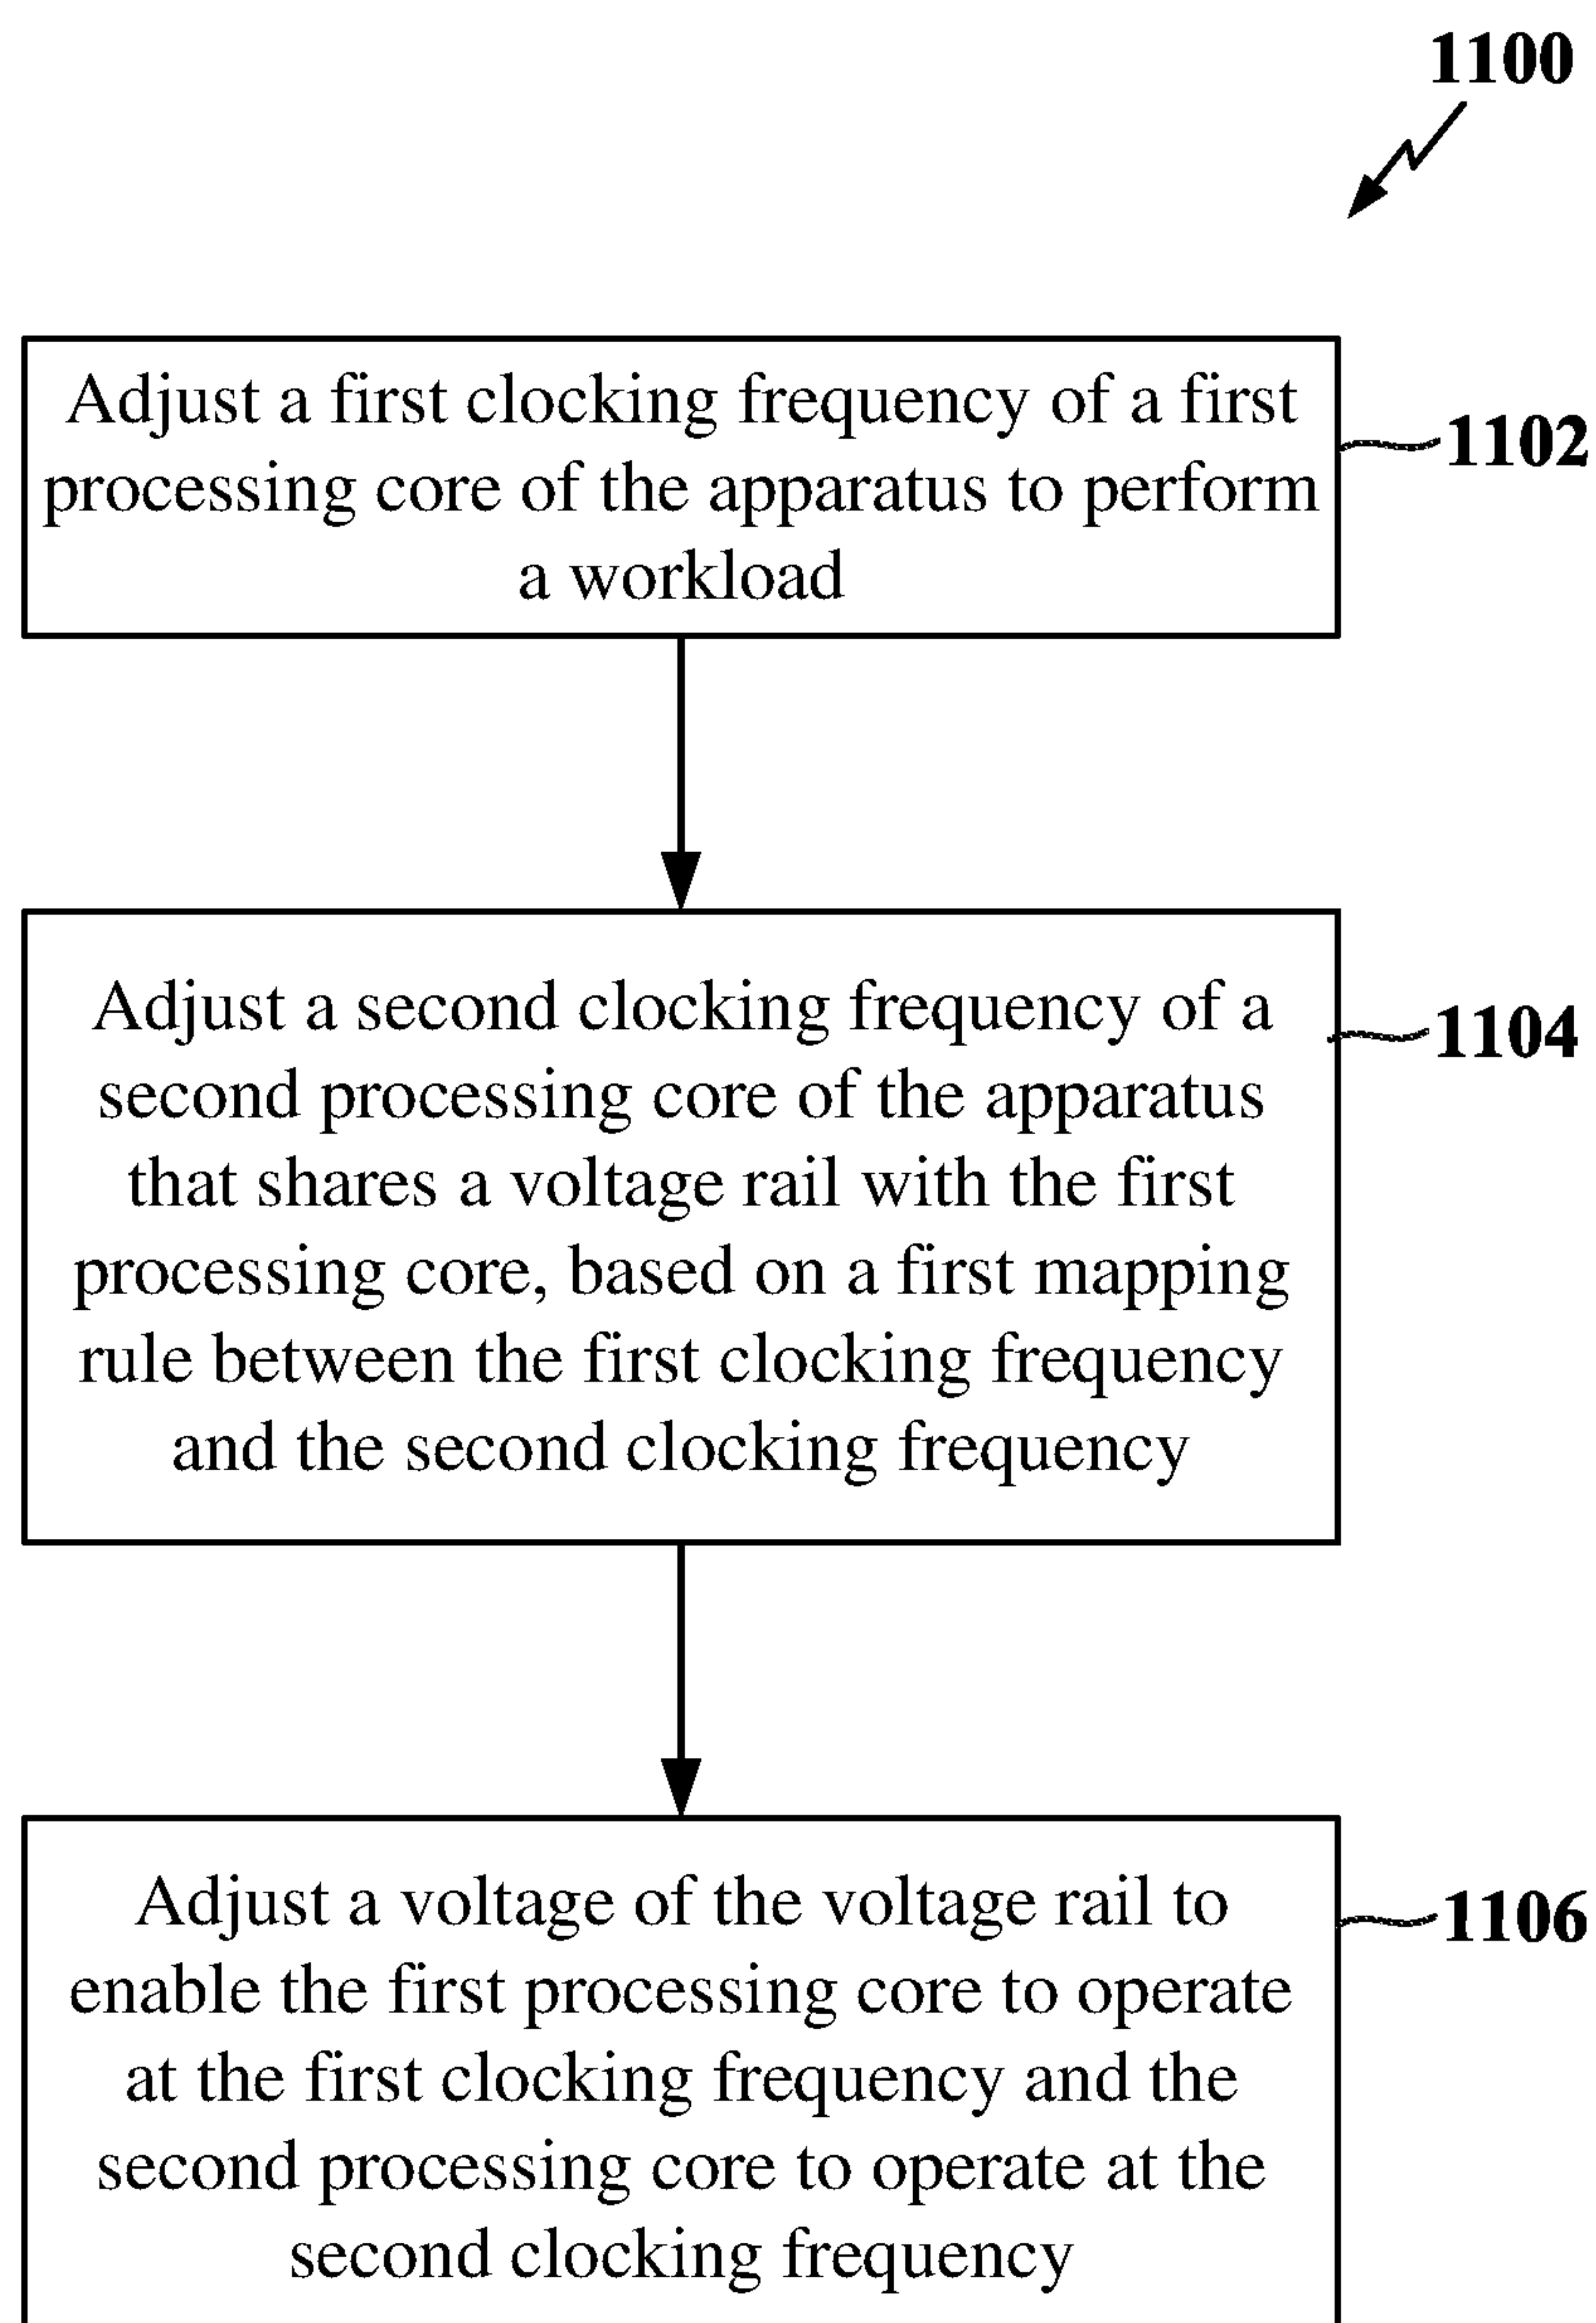 1100
Adjust a first clocking frequency of a first
processing core of the apparatus to perform
a workload
1102
Adjust a second clocking frequency of a
second processing core of the apparatus
that shares a voltage rail with the first
processing core, based on a first mapping
rule between the first clocking frequency
and the second clocking frequency
1104
Adjust a voltage of the voltage rail to
enable the first processing core to operate
at the first clocking frequency and the
second processing core to operate at the
second clocking frequency
1106